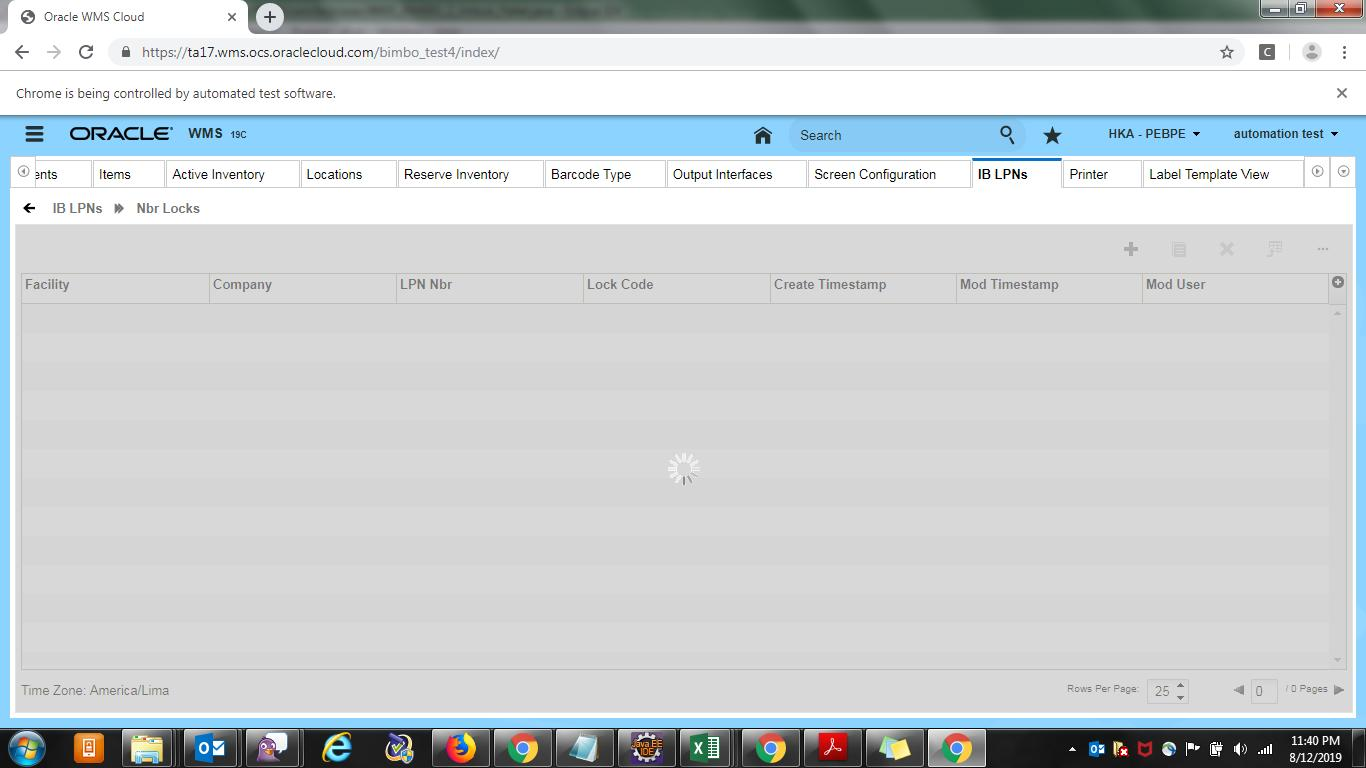 Oracle WMS Cloud
https://ta17.wms.ocs.oraclecloud.com/bimbo_test4/index/
C
Chrome is being controlled by automated test software.
ORACLE WMS 19C
Search
HKA - PEBPE
automation test
ents Items Active Inventory Locations Reserve Inventory Barcode Type Output Interfaces Screen Configuration IB LPNs Printer Label Template View
IB LPNs Nbr Locks
Facility Company LPN Nbr Lock Code Create Timestamp Mod Timestamp Mod User
Time Zone: America/Lima
Rows Per Page: 25
0 / 0 Pages
Java EE
IDE
11:40 PM
8/12/2019